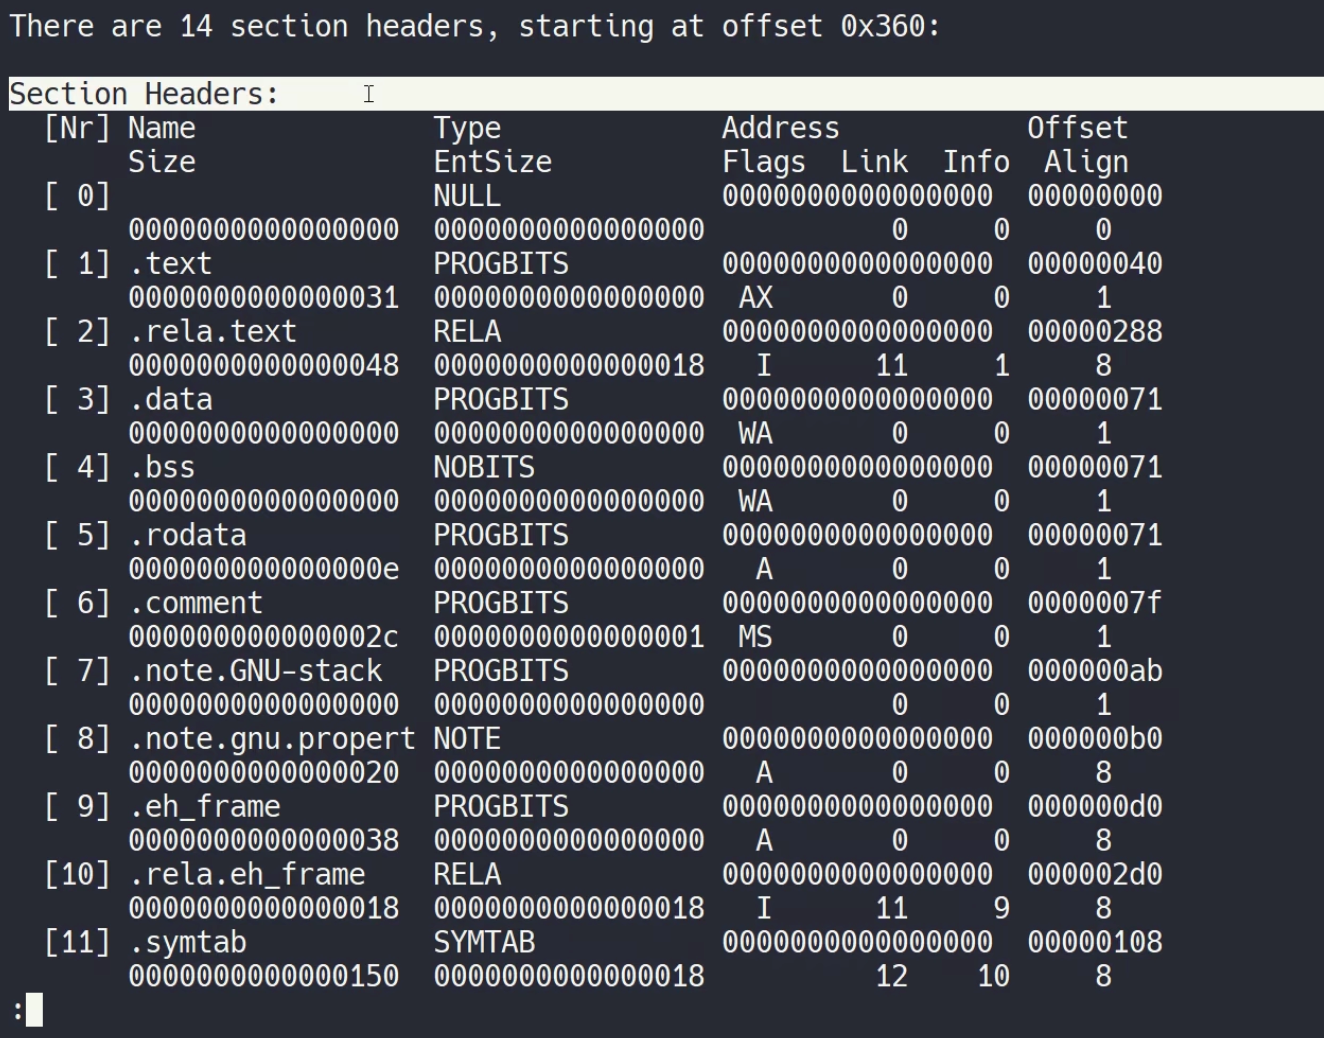 There are 14 section headers, starting at offset 0x360:
Section Headers:
[Nr] Name Type Address Offset
Size EntSize Flags Link Info Align
[ 0] NULL 0000000000000000 00000000
0000000000000000 0000000000000000 0 0 0
[ 1] .text PROGBITS 0000000000000000 00000040
0000000000000031 0000000000000000 AX 0 0 1
[ 2] .rela.text RELA 0000000000000000 00000288
0000000000000048 0000000000000018 I 11 1 8
[ 3] .data PROGBITS 0000000000000000 00000071
0000000000000000 0000000000000000 WA 0 0 1
[ 4] .bss NOBITS 0000000000000000 00000071
0000000000000000 0000000000000000 WA 0 0 1
[ 5] .rodata PROGBITS 0000000000000000 00000071
000000000000000e 0000000000000000 A 0 0 1
[ 6] .comment PROGBITS 0000000000000000 0000007f
000000000000002c 0000000000000001 MS 0 0 1
[ 7] .note.GNU-stack PROGBITS 0000000000000000 000000ab
0000000000000000 0000000000000000 0 0 1
[ 8] .note.gnu.propert NOTE 0000000000000000 000000b0
0000000000000020 0000000000000000 A 0 0 8
[ 9] .eh_frame PROGBITS 0000000000000000 000000d0
0000000000000038 0000000000000000 A 0 0 8
[10] .rela.eh_frame RELA 0000000000000000 000002d0
0000000000000018 0000000000000018 I 11 9 8
[11] .symtab SYMTAB 0000000000000000 00000108
0000000000000150 0000000000000018 12 10 8
: